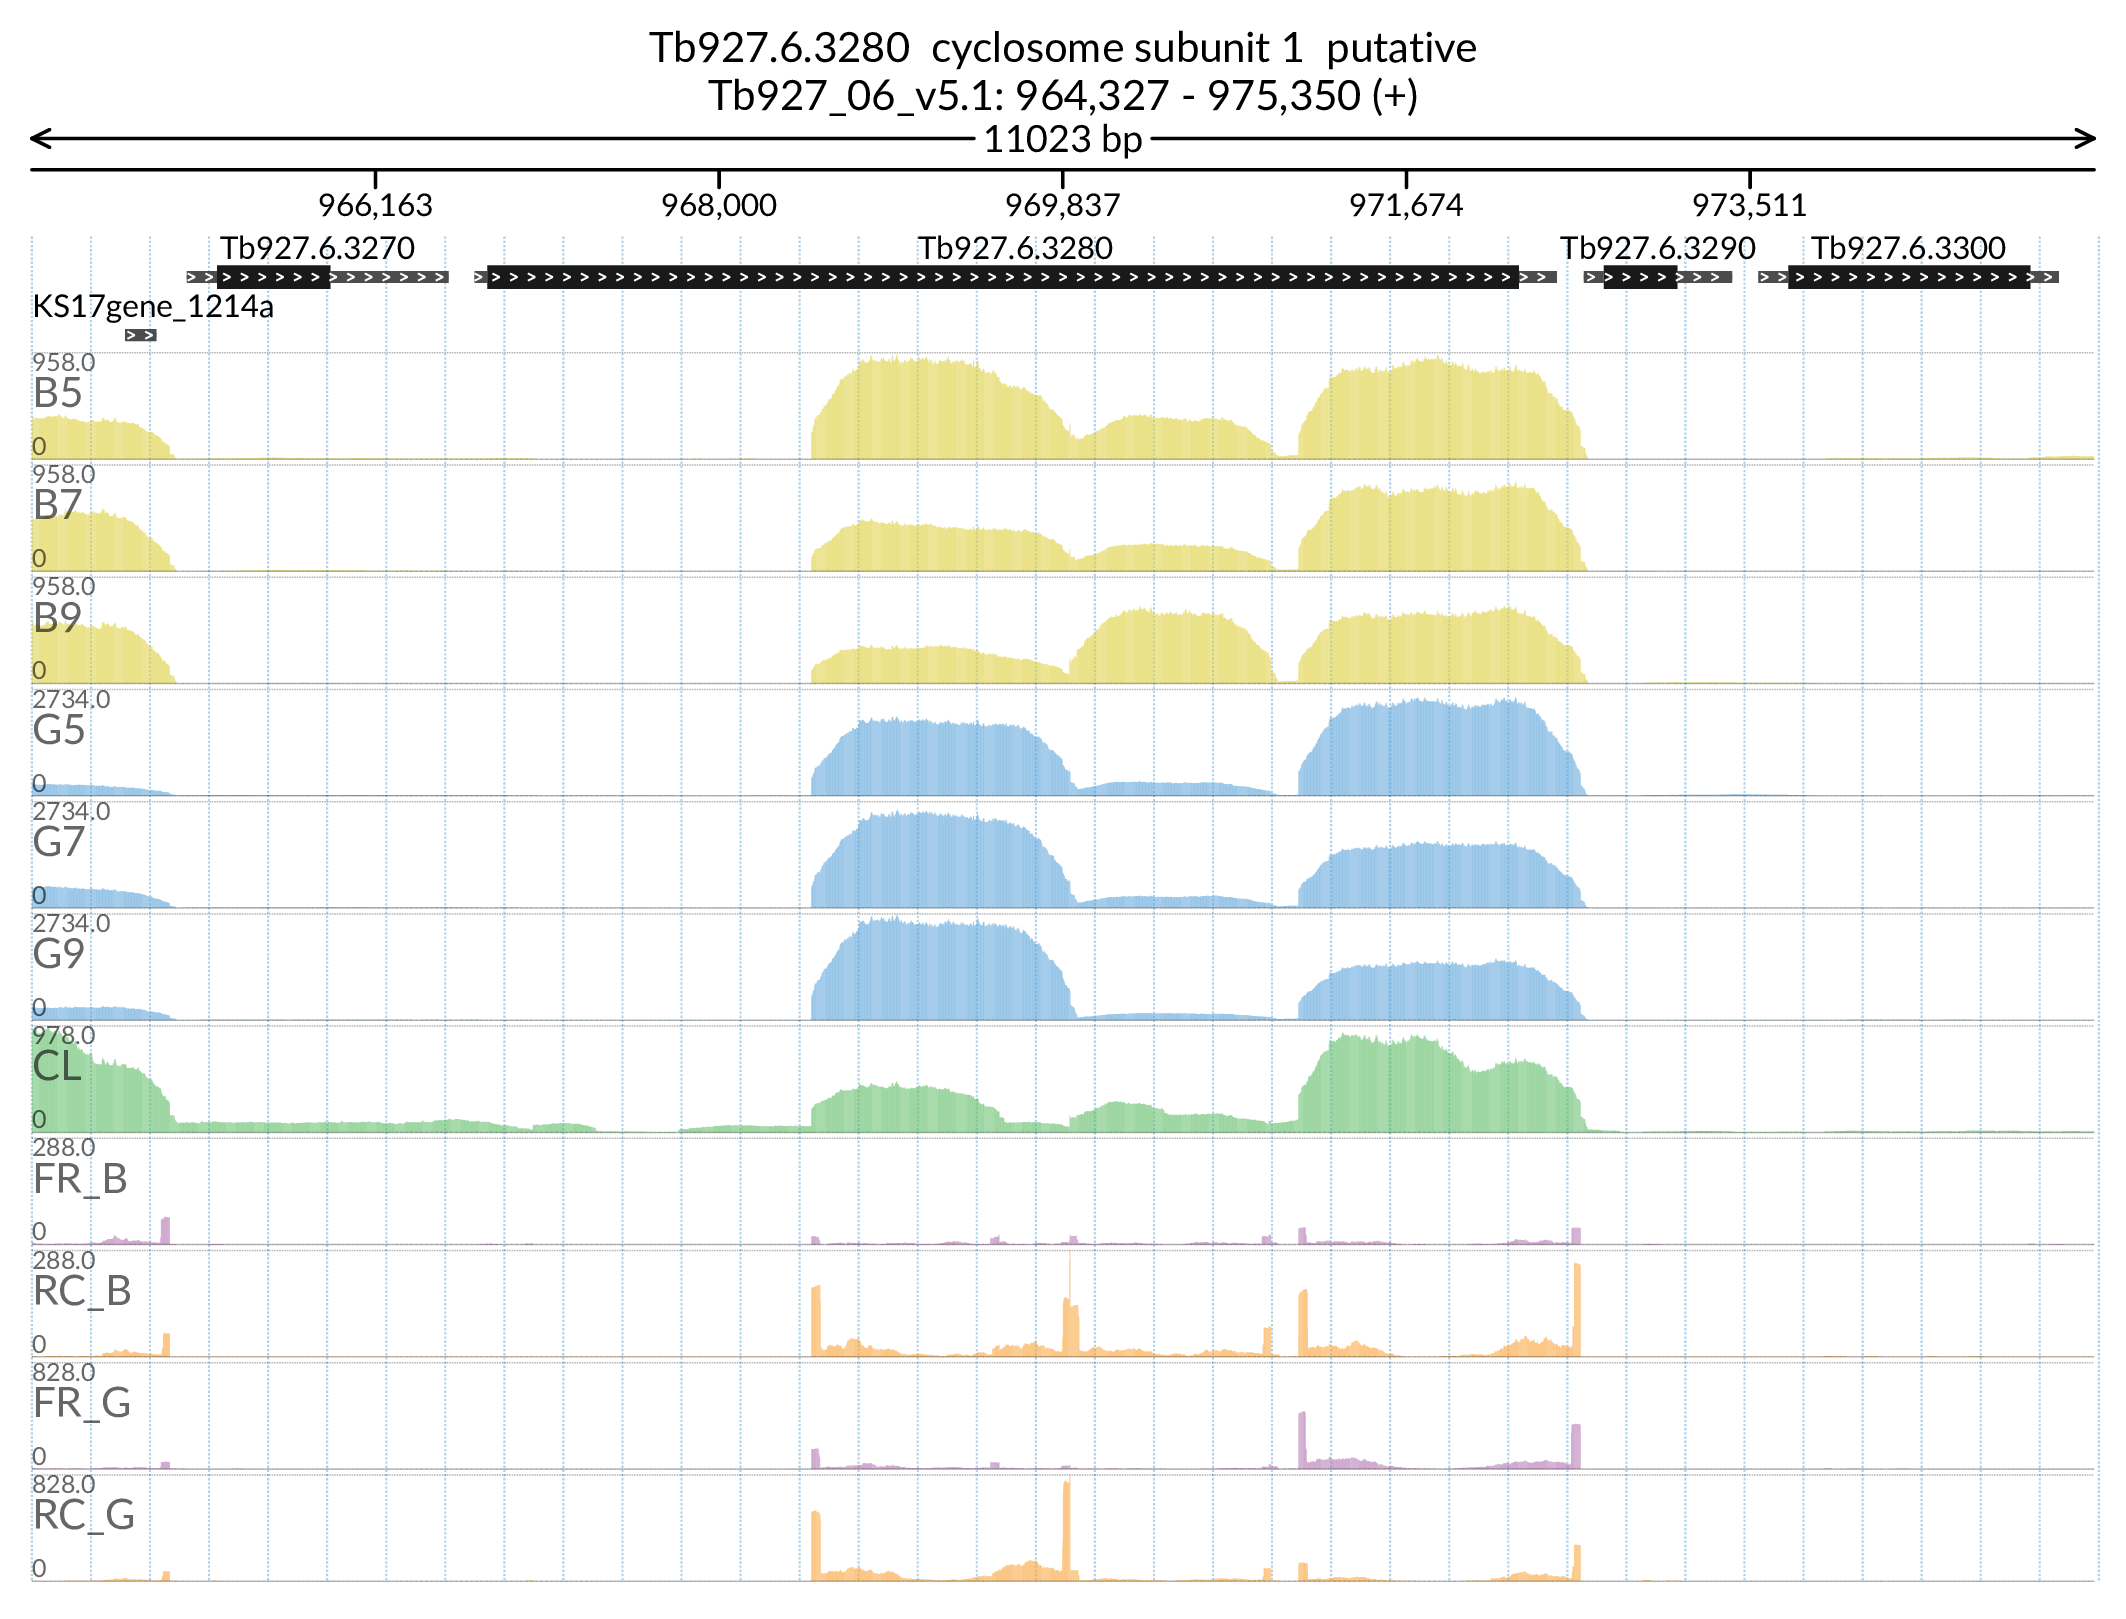 Tb927.6.3280 cyclosome subunit 1 putative
Tb927_06_v5.1: 964,327 - 975,350 (+)
11023 bp
966,163 968,000 969,837 971,674 973,511
Tb927.6.3270 Tb927.6.3280 Tb927.6.3290 Tb927.6.3300
KS17gene_1214a
958.0
B5
0
958.0
B7
0
958.0
B9
0
2734.0
G5
0
2734.0
G7
0
2734.0
G9
0
978.0
CL
0
288.0
FR_B
0
288.0
RC_B
0
828.0
FR_G
0
828.0
RC_G
0